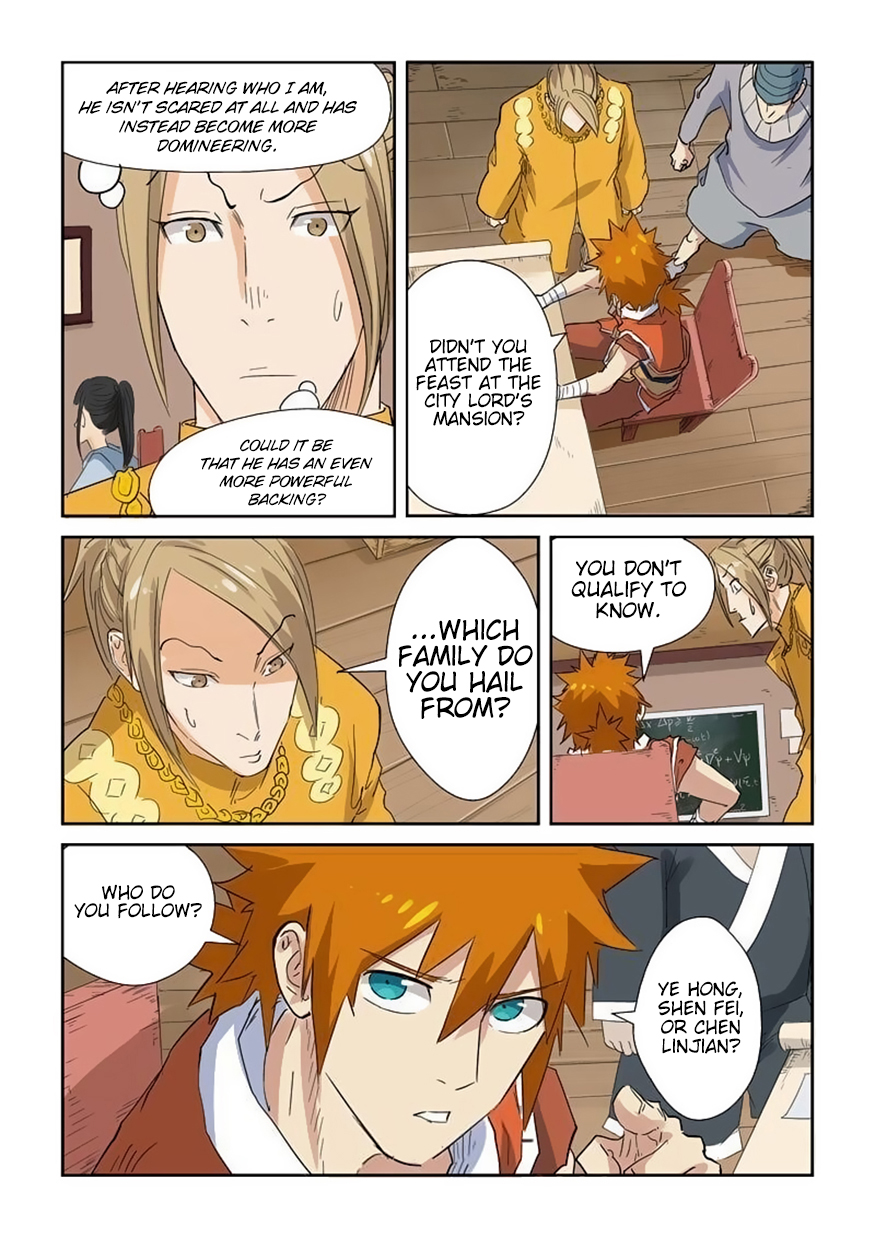 AFTER HEARING WHO I AM,
HE ISN'T SCARED AT ALL AND HAS
INSTEAD BECOME MORE
DOMINEERING.
COULD IT BE
THAT HE HAS AN EVEN
MORE POWERFUL
BACKING?
DIDN'T YOU
ATTEND THE
FEAST AT THE
CITY LORD'S
MANSION?
...WHICH
FAMILY DO
YOU HAIL
FROM?
YOU DON'T
QUALIFY TO
KNOW.
WHO DO
YOU FOLLOW?
YE HONG,
SHEN FEI,
OR CHEN
LINJIAN?